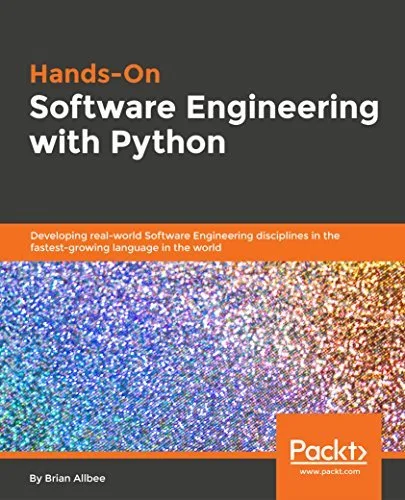 Hands-On
Software Engineering
with Python
Developing real-world Software Engineering disciplines in the
fastest-growing language in the world
Packt>
www.packt.com
By Brian Allbee